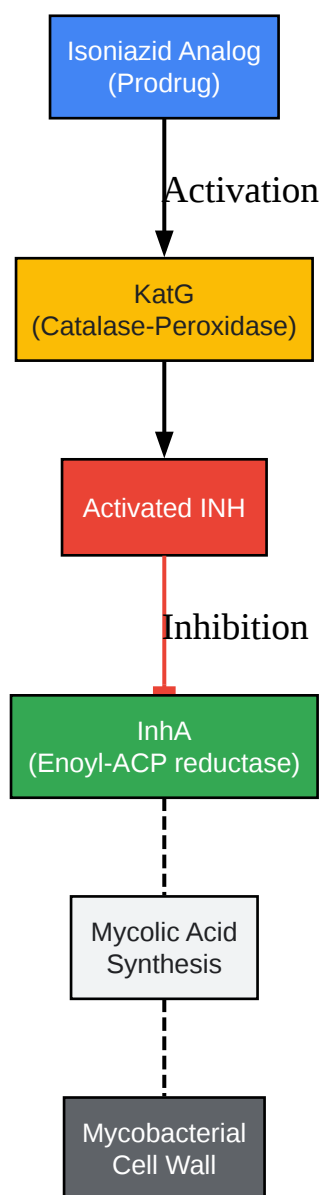 Isoniazid Analog
(Prodrug)
Activation
KatG
(Catalase-Peroxidase)
Activated INH
Inhibition
InhA
(Enoyl-ACP reductase)
Mycolic Acid
Synthesis
Mycobacterial
Cell Wall